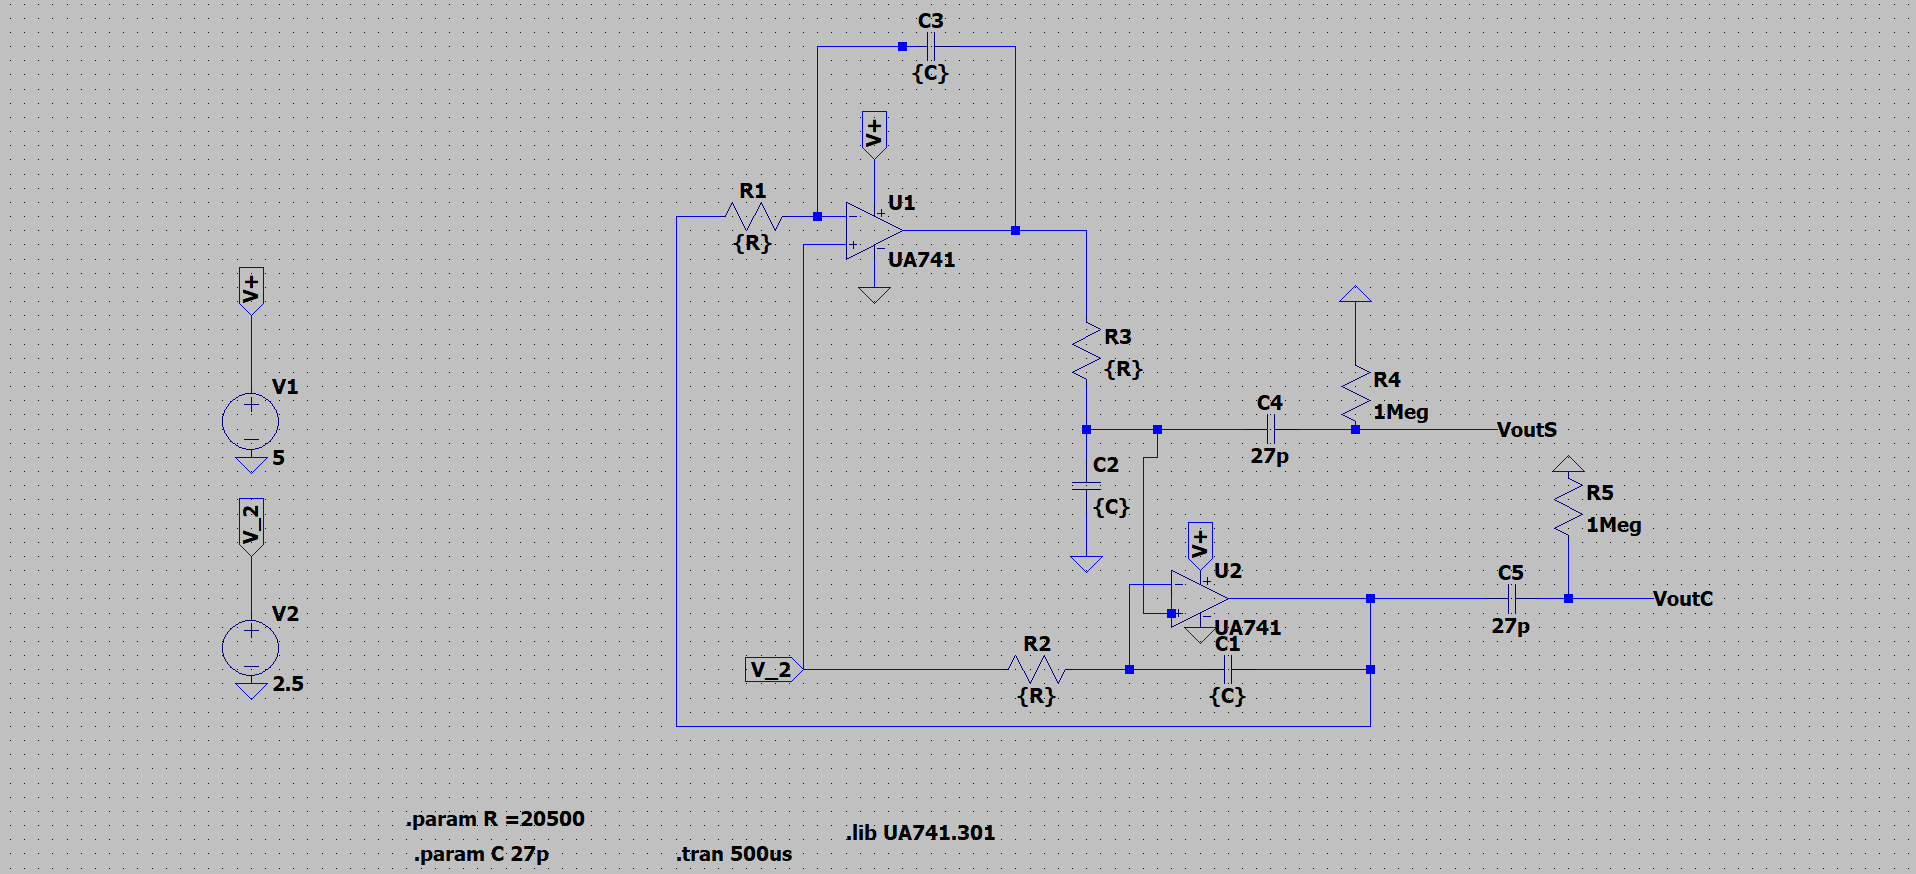 C3
{C}
V+
R1
{R}
U1
UA741
V+
V1
5
R3
{R}
R4
1Meg
C4
27p
VoutS
C2
{C}
V_2
V+
U2
UA741
R5
1Meg
C5
27p
VoutC
V2
2.5
V_2
R2
{R}
C1
{C}
.param R =20500
.param C 27p
.tran 500us
.lib UA741.301